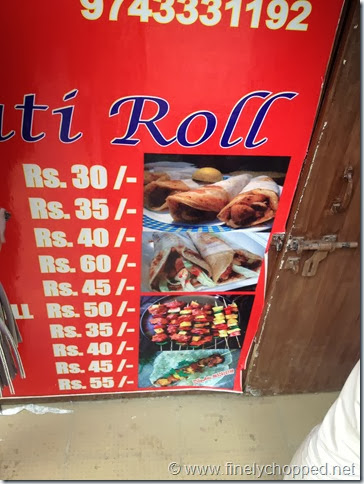 9743331192
ati Roll
Rs. 30 /-
Rs. 35 /-
Rs. 40 /-
Rs. 60 /-
Rs. 45 /-
LL Rs. 50 /-
Rs. 35 /-
Rs. 40 /-
Rs. 45 /-
Rs. 55 /-
© www.finelychopped.net